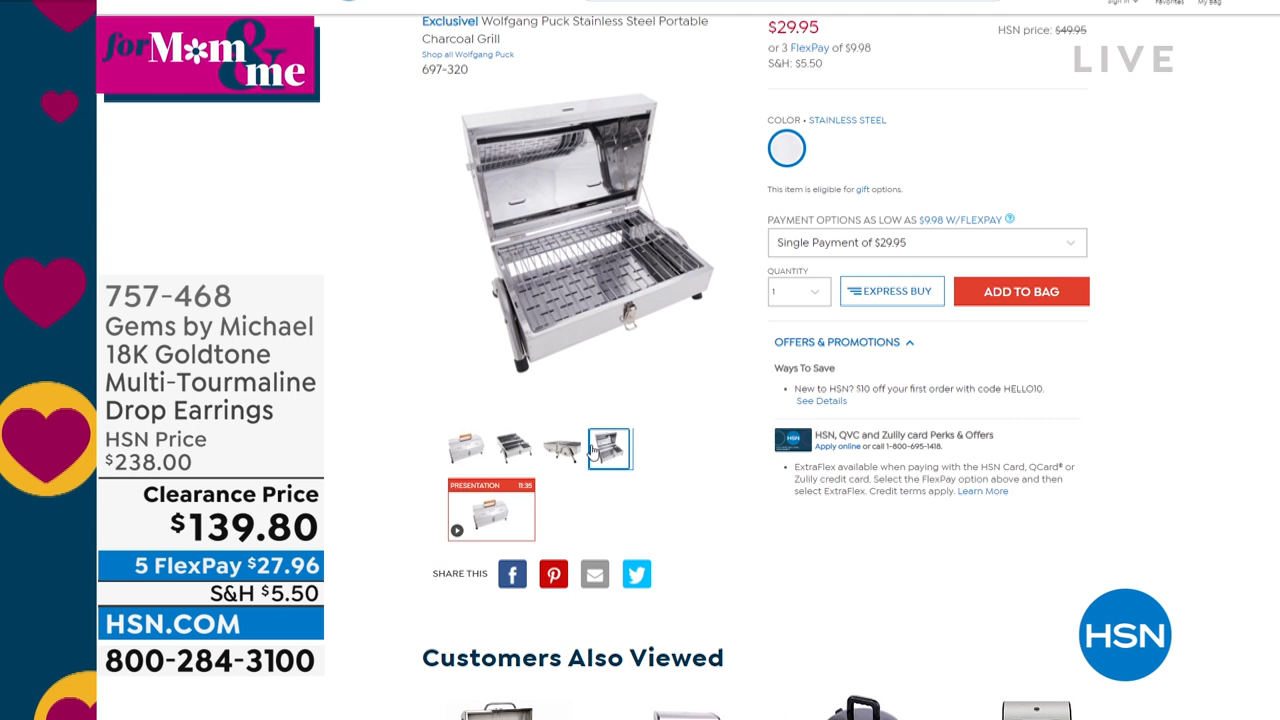 Sign in
Favorites
My Bag
for Mom
& me
Exclusive! Wolfgang Puck Stainless Steel Portable
Charcoal Grill
Shop all Wolfgang Puck
697-320
$29.95
HSN price: $49.95
or 3 FlexPay of $9.98
S&H: $5.50
LIVE
COLOR • STAINLESS STEEL
This item is eligible for gift options.
PAYMENT OPTIONS AS LOW AS $9.98 W/FLEXPAY ?
Single Payment of $29.95
QUANTITY
1
EXPRESS BUY
ADD TO BAG
OFFERS & PROMOTIONS
Ways To Save
• New to HSN? $10 off your first order with code HELLO10.
See Details
HSN
HSN, QVC and Zulily card Perks & Offers
Apply online or call 1-800-695-1418.
• ExtraFlex available when paying with the HSN Card, QCard® or
Zulily credit card. Select the FlexPay option above and then
select ExtraFlex. Credit terms apply. Learn More
757-468
Gems by Michael
18K Goldtone
Multi-Tourmaline
Drop Earrings
HSN Price
$238.00
Clearance Price
$139.80
5 FlexPay $27.96
S&H $5.50
HSN.COM
800-284-3100
PRESENTATION 11:35
SHARE THIS
HSN
Customers Also Viewed